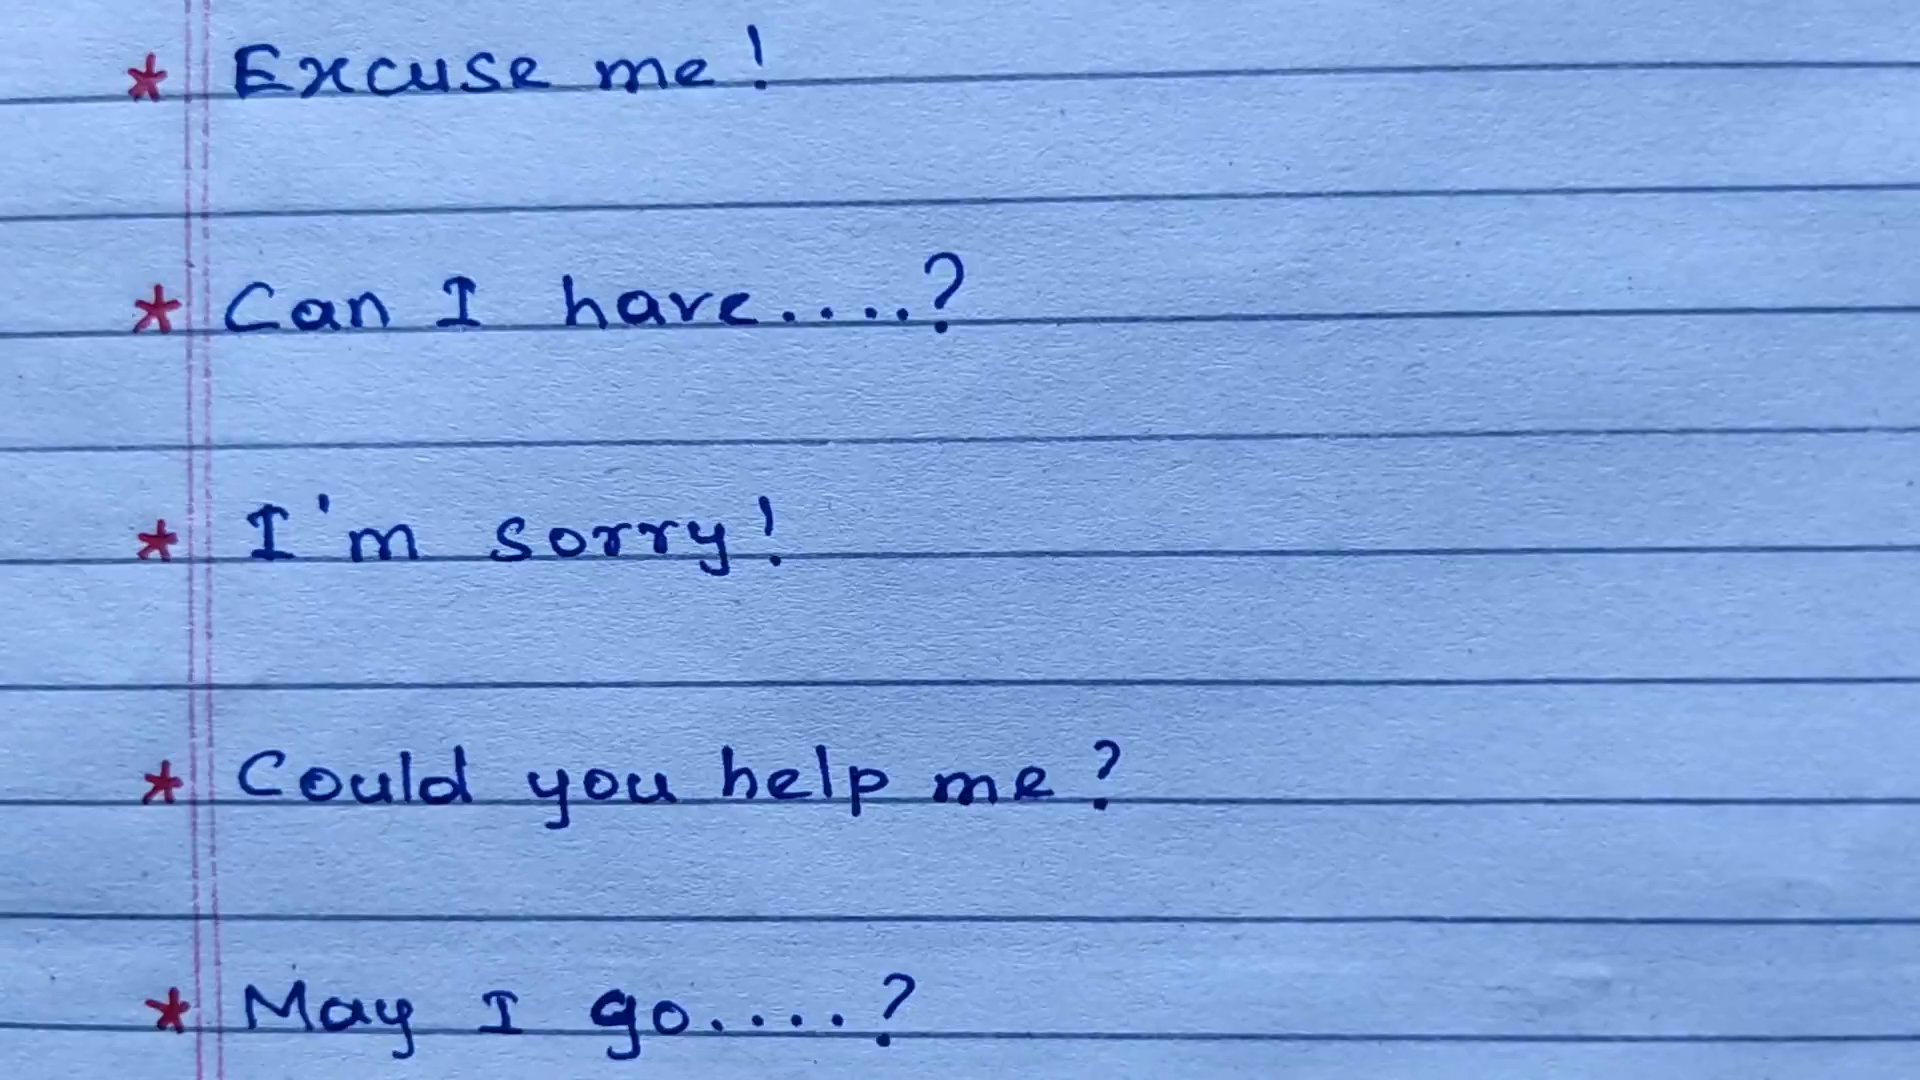 * Excuse me!
* Can I have.....?
* I'm sorry!
* Could you help me?
* May I go.....?